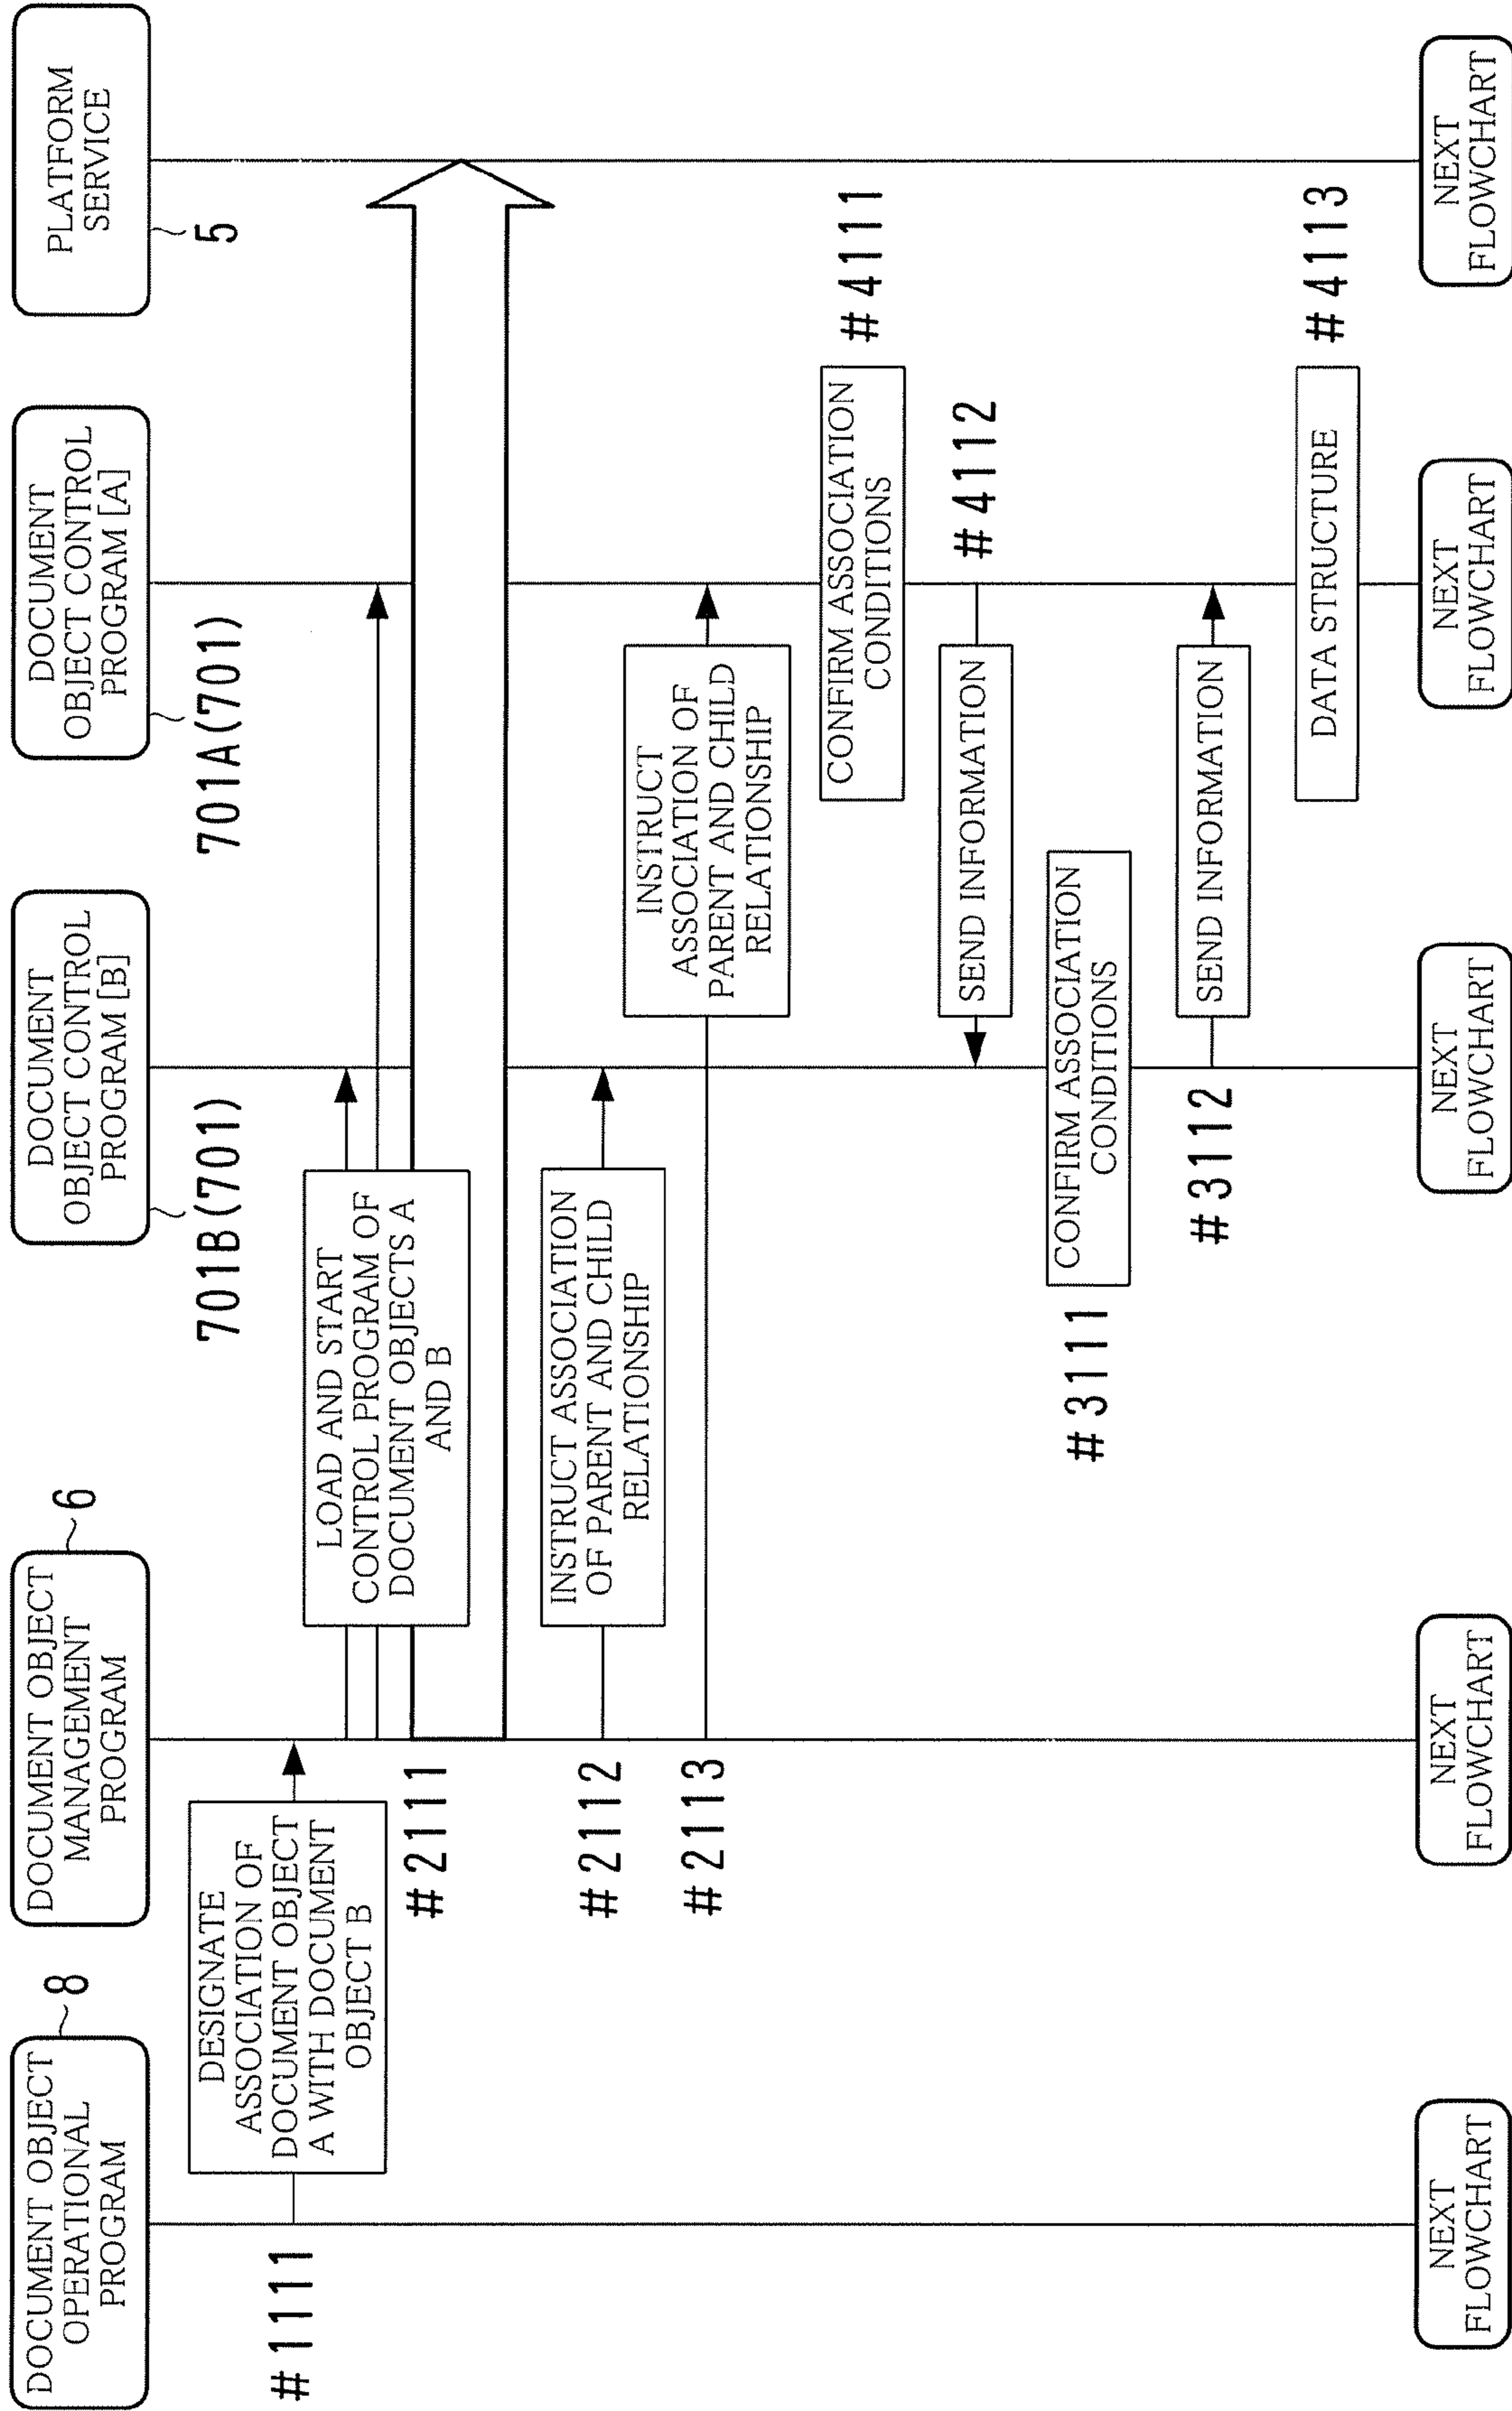 DOCUMENT OBJECT
OPERATIONAL
PROGRAM
8
DOCUMENT OBJECT
MANAGEMENT
PROGRAM
6
DOCUMENT
OBJECT CONTROL
PROGRAM [B]
701B(701)
DOCUMENT
OBJECT CONTROL
PROGRAM [A]
701A(701)
PLATFORM
SERVICE
5
#1111
DESIGNATE
ASSOCIATION OF
DOCUMENT OBJECT
A WITH DOCUMENT
OBJECT B
#2111
LOAD AND START
CONTROL PROGRAM OF
DOCUMENT OBJECTS A
AND B
#2112
INSTRUCT ASSOCIATION
OF PARENT AND CHILD
RELATIONSHIP
#2113
INSTRUCT
ASSOCIATION OF
PARENT AND CHILD
RELATIONSHIP
CONFIRM ASSOCIATION
CONDITIONS
#4111
SEND INFORMATION
#4112
#3111
CONFIRM ASSOCIATION
CONDITIONS
#3112
SEND INFORMATION
DATA STRUCTURE
#4113
NEXT
FLOWCHART
NEXT
FLOWCHART
NEXT
FLOWCHART
NEXT
FLOWCHART
NEXT
FLOWCHART